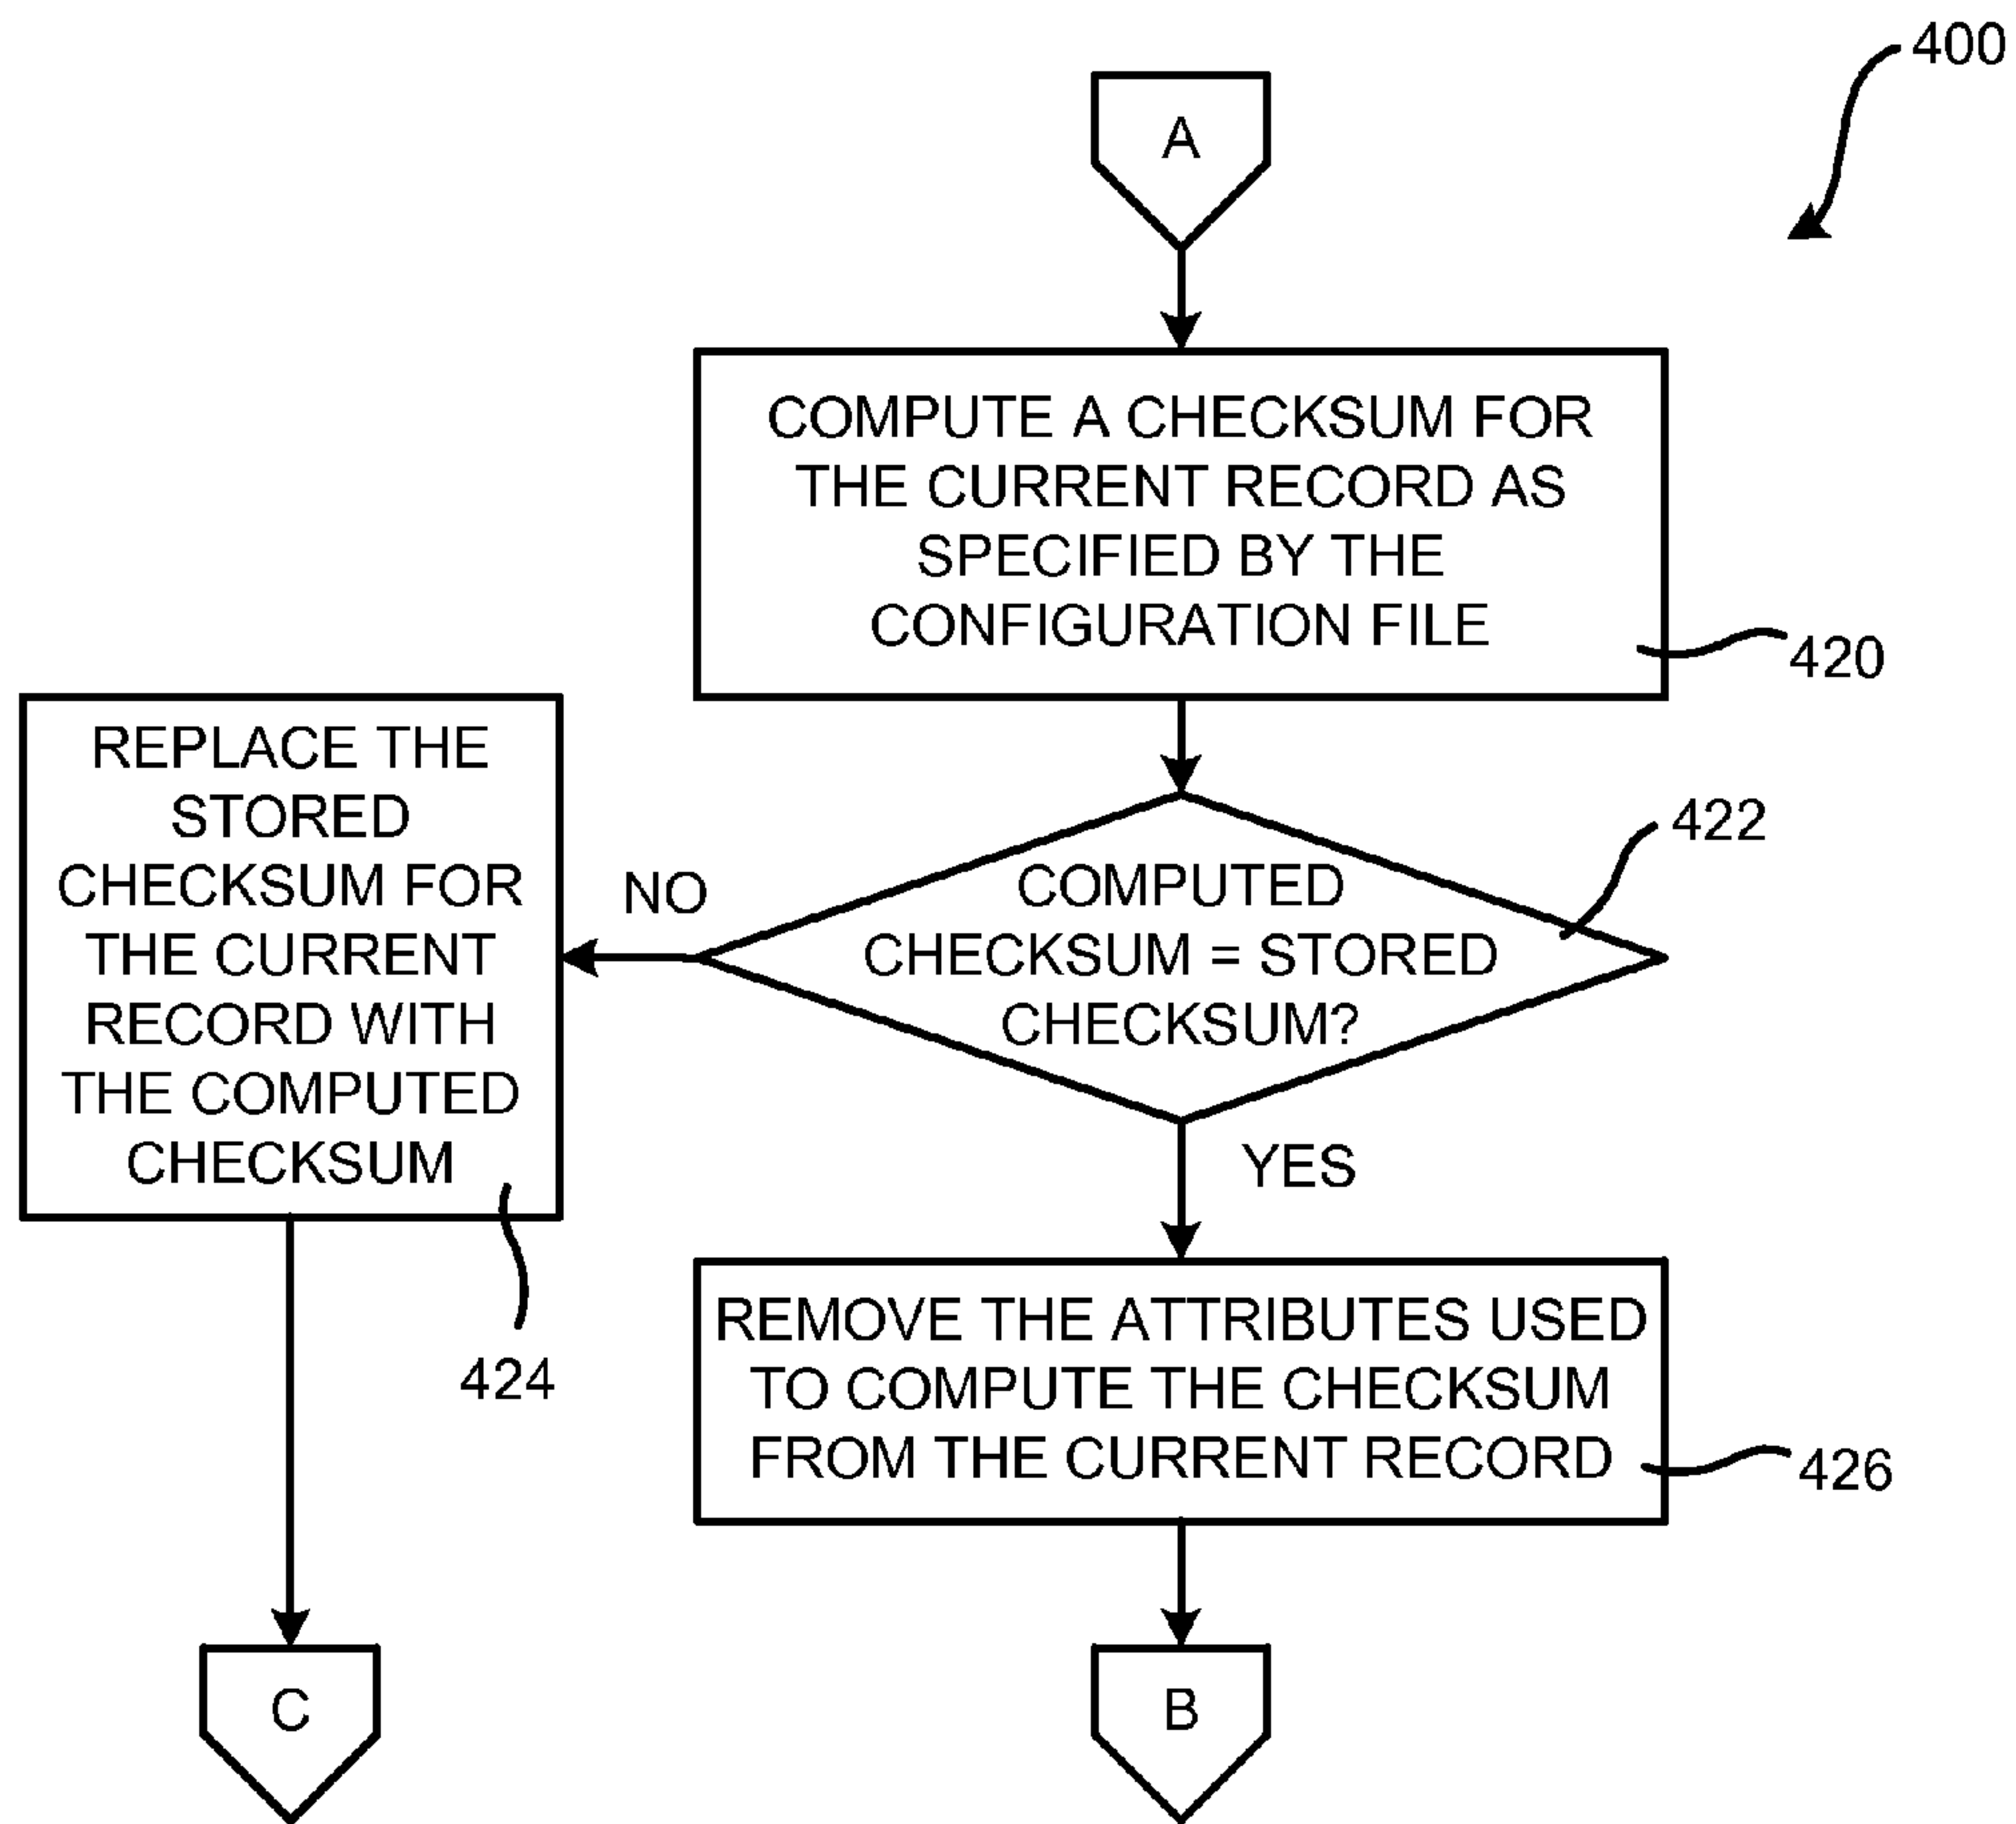 400
A
COMPUTE A CHECKSUM FOR
THE CURRENT RECORD AS
SPECIFIED BY THE
CONFIGURATION FILE
420
REPLACE THE
STORED
CHECKSUM FOR
THE CURRENT
RECORD WITH
THE COMPUTED
CHECKSUM
424
NO
COMPUTED
CHECKSUM = STORED
CHECKSUM?
422
YES
REMOVE THE ATTRIBUTES USED
TO COMPUTE THE CHECKSUM
FROM THE CURRENT RECORD
426
C
B